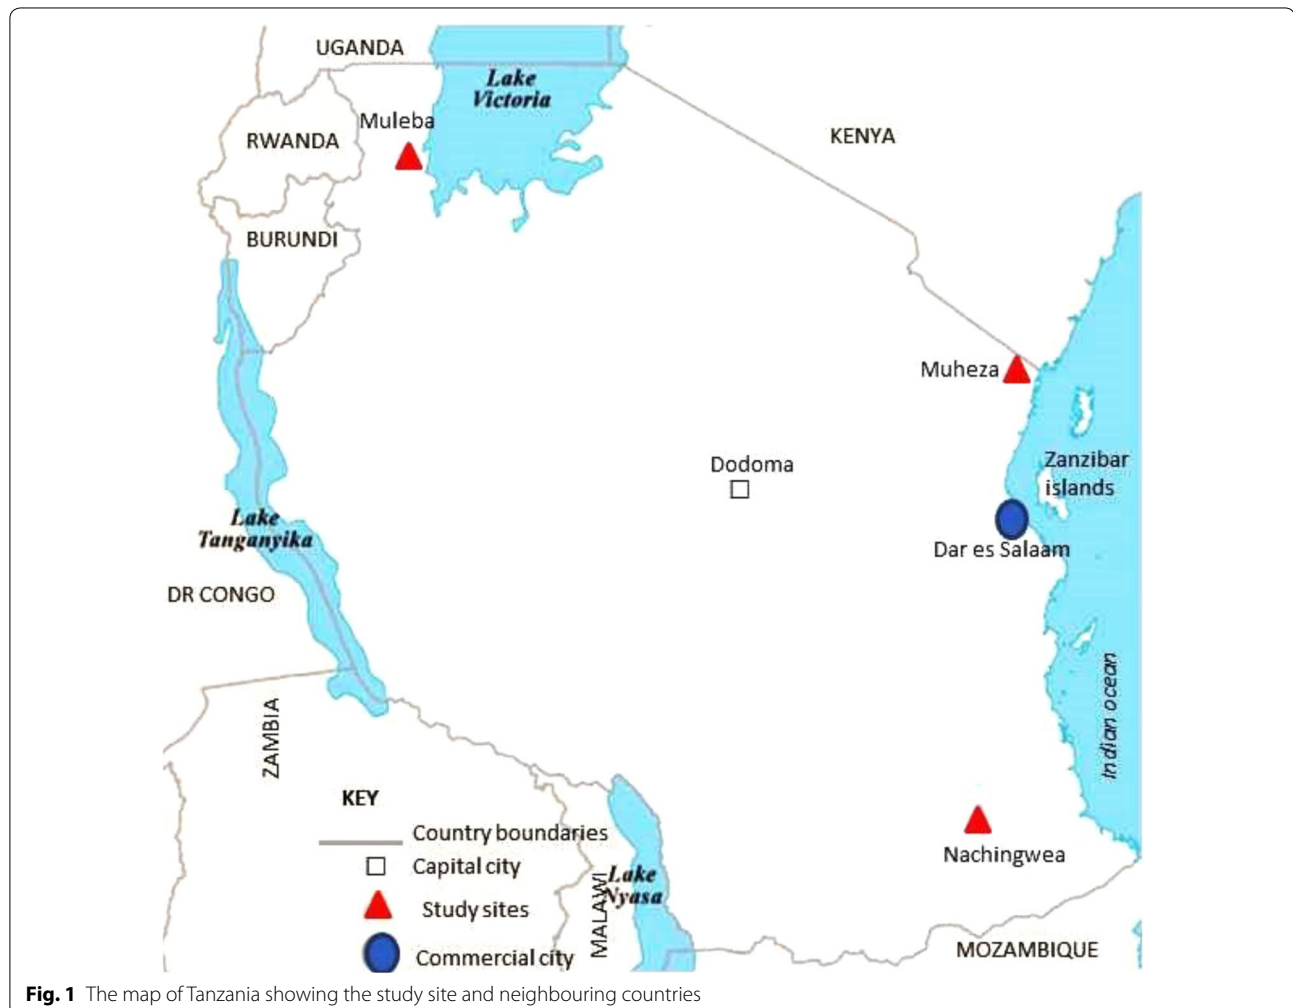 UGANDA
Lake
Victoria
Muleba
RWANDA
KENYA
BURUNDI
Muheza
Dodoma
Zanzibar
islands
Lake
Tanganyika
Dar es Salaam
DR CONGO
Indian ocean
ZAMBIA
KEY
Country boundaries
Capital city
Study sites
Commercial city
MALAWI
Lake
Nyasa
Nachingwea
MOZAMBIQUE
Fig. 1 The map of Tanzania showing the study site and neighbouring countries